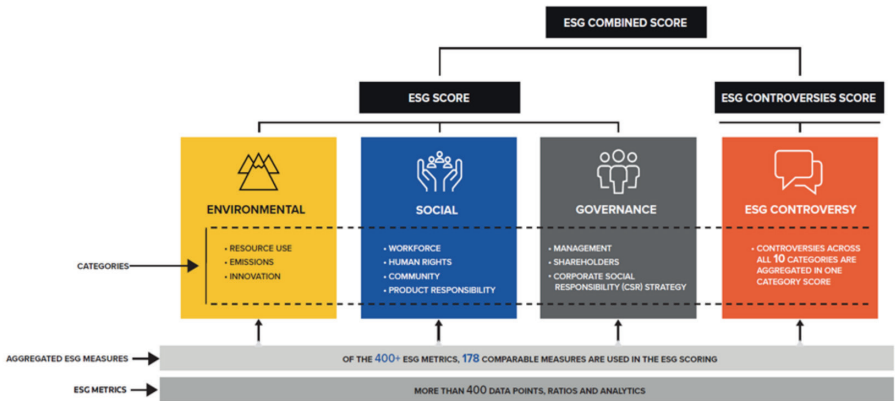 ESG COMBINED SCORE
ESG SCORE
ESG CONTROVERSIES SCORE
ENVIRONMENTAL
SOCIAL
GOVERNANCE
ESG CONTROVERSY
CATEGORIES
• RESOURCE USE
• EMISSIONS
• INNOVATION
• WORKFORCE
• HUMAN RIGHTS
• COMMUNITY
• PRODUCT RESPONSIBILITY
• MANAGEMENT
• SHAREHOLDERS
• CORPORATE SOCIAL
RESPONSIBILITY (CSR) STRATEGY
• CONTROVERSIES ACROSS
ALL 10 CATEGORIES ARE
AGGREGATED IN ONE
CATEGORY SCORE
AGGREGATED ESG MEASURES
OF THE 400+ ESG METRICS, 178 COMPARABLE MEASURES ARE USED IN THE ESG SCORING
ESG METRICS
MORE THAN 400 DATA POINTS, RATIOS AND ANALYTICS